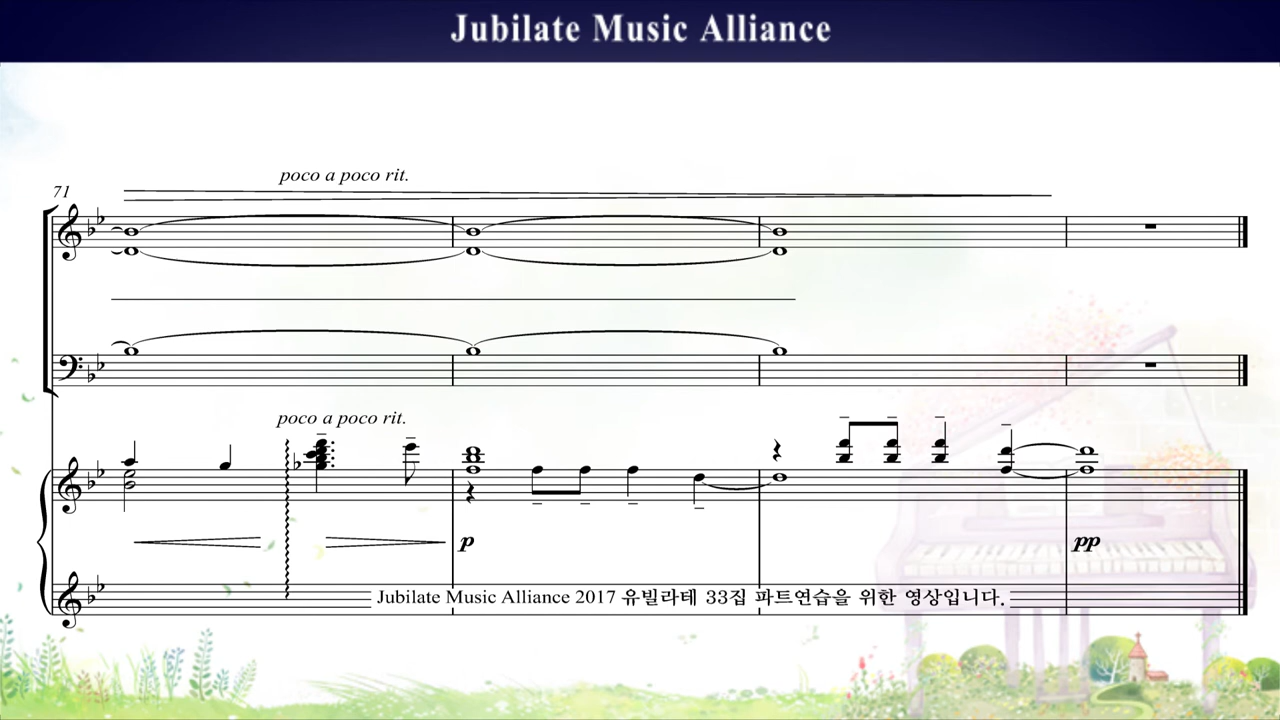 Jubilate Music Alliance
poco a poco rit.
71
poco a poco rit.
p
pp
Jubilate Music Alliance 2017 유빌라테 33집 파트연습을 위한 영상입니다.